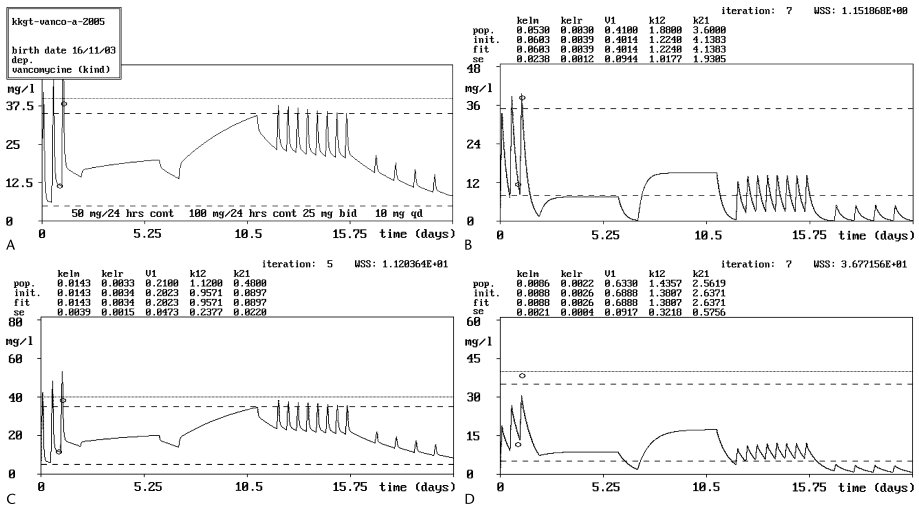 kkgt-vanco-a-2005
birth date 16/11/03
dep.
vancomycine (kind)
mg/l
37.5
25
12.5
0
50 mg/24 hrs cont 100 mg/24 hrs cont 25 mg bid 10 mg qd
0 5.25 10.5 15.75 time (days)
A
iteration: 7 WSS: 1.151868E+00
kelm kelr V1 k12 k21
pop. 0.0530 0.0030 0.4100 1.8800 3.6000
init. 0.0603 0.0039 0.4014 1.2240 4.1383
fit 0.0603 0.0039 0.4014 1.2240 4.1383
se 0.0238 0.0012 0.0944 1.0177 1.9305
48
mg/l
36
24
12
0
0 5.25 10.5 15.75 time (days)
B
iteration: 5 WSS: 1.120364E+01
kelm kelr V1 k12 k21
pop. 0.0143 0.0033 0.2100 1.1200 0.4800
init. 0.0143 0.0034 0.2023 0.9571 0.0897
fit 0.0143 0.0034 0.2023 0.9571 0.0897
se 0.0039 0.0015 0.0473 0.2377 0.0220
80
mg/l
60
40
20
0
0 5.25 10.5 15.75 time (days)
C
iteration: 7 WSS: 3.677156E+01
kelm kelr V1 k12 k21
pop. 0.0086 0.0022 0.6330 1.4357 2.5619
init. 0.0088 0.0026 0.6888 1.3807 2.6371
fit 0.0088 0.0026 0.6888 1.3807 2.6371
se 0.0021 0.0004 0.0917 0.3218 0.5756
60
mg/l
45
30
15
0
0 5.25 10.5 15.75 time (days)
D